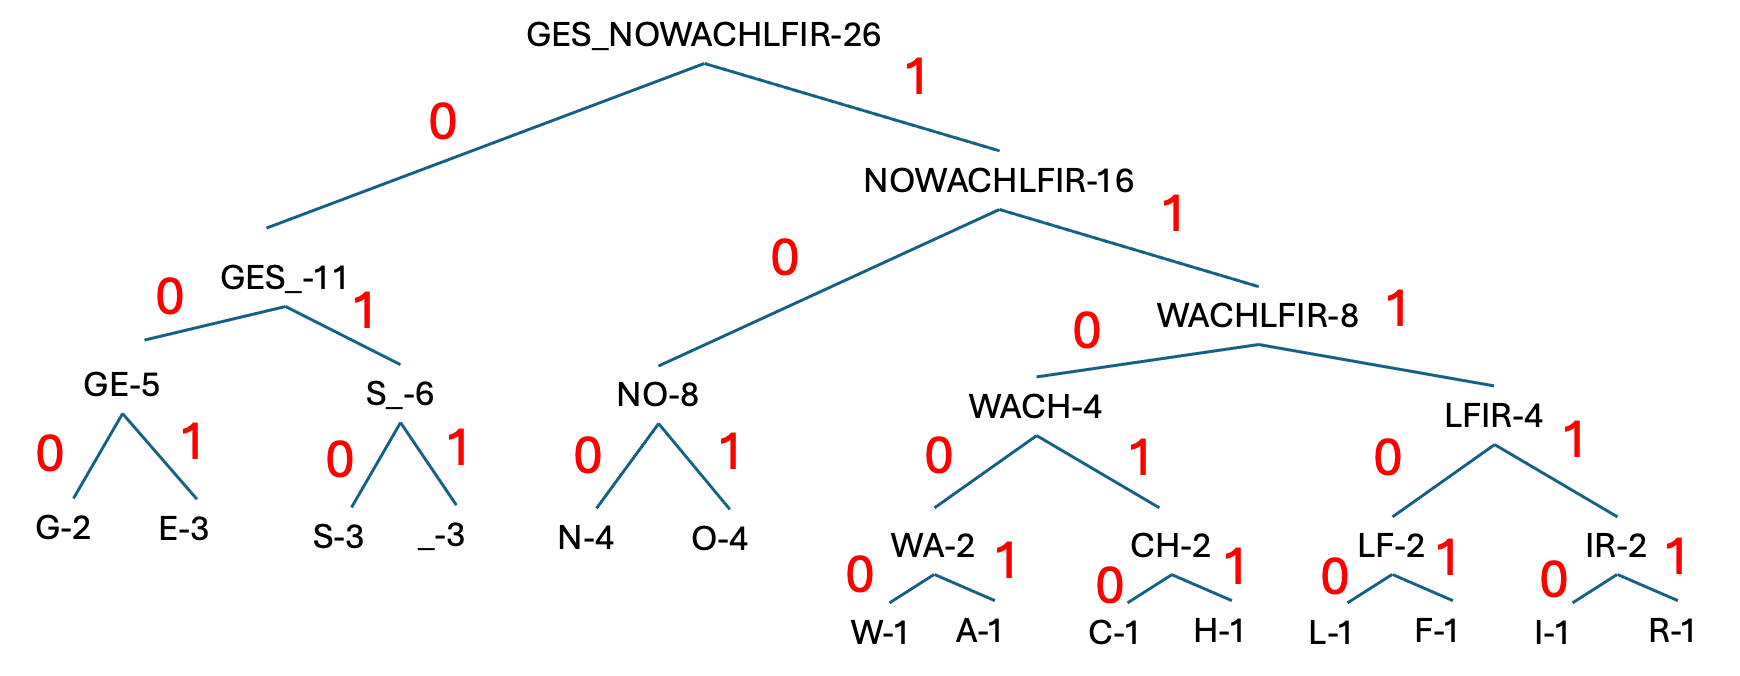 GES_NOWACHLFIR-26
1
0
NOWACHLFIR-16
1
0
GES_-11
0
1
WACHLFIR-8
1
0
GE-5
S_-6
NO-8
WACH-4
LFIR-4
0
1
0
1
0
1
0
1
0
1
G-2
E-3
S-3
_-3
N-4
O-4
WA-2
CH-2
LF-2
IR-2
0
1
0
1
0
1
0
1
W-1
A-1
C-1
H-1
L-1
F-1
I-1
R-1